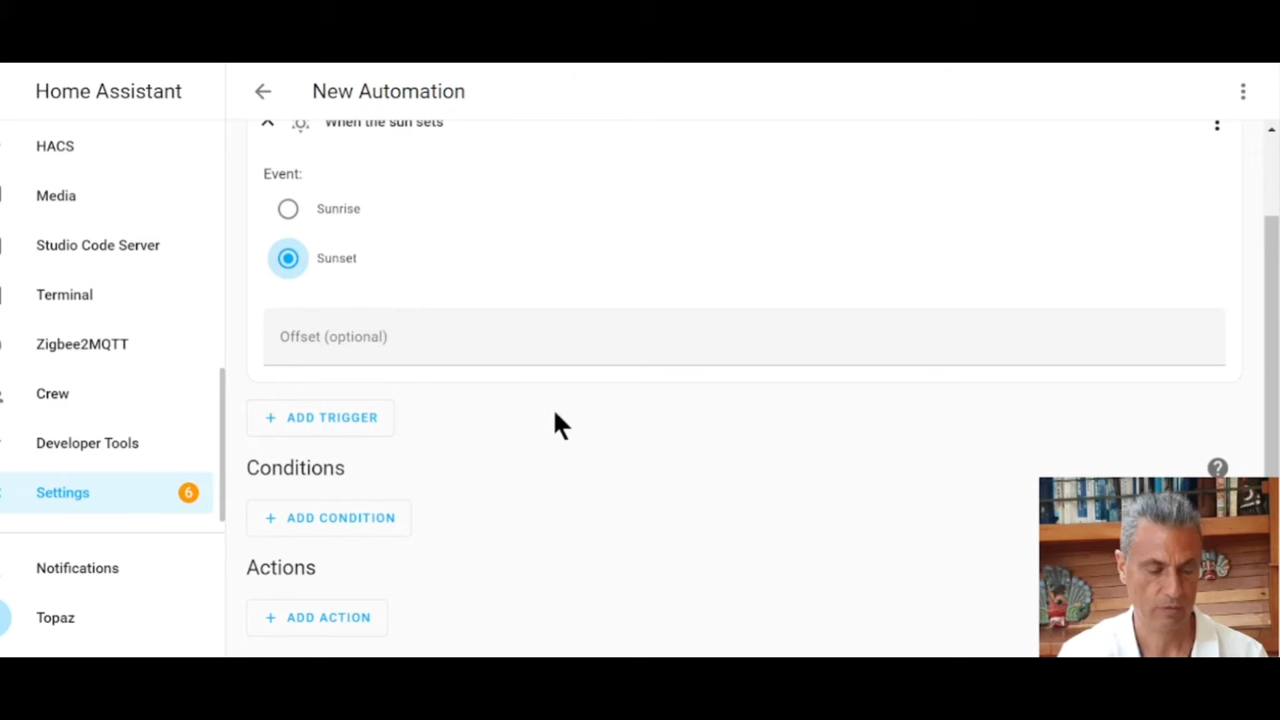 Home Assistant
New Automation
HACS
Media
Studio Code Server
Terminal
Zigbee2MQTT
Crew
Developer Tools
Settings
6
Notifications
Topaz
When the sun sets
Event:
Sunrise
Sunset
Offset (optional)
+ ADD TRIGGER
Conditions
?
+ ADD CONDITION
Actions
+ ADD ACTION